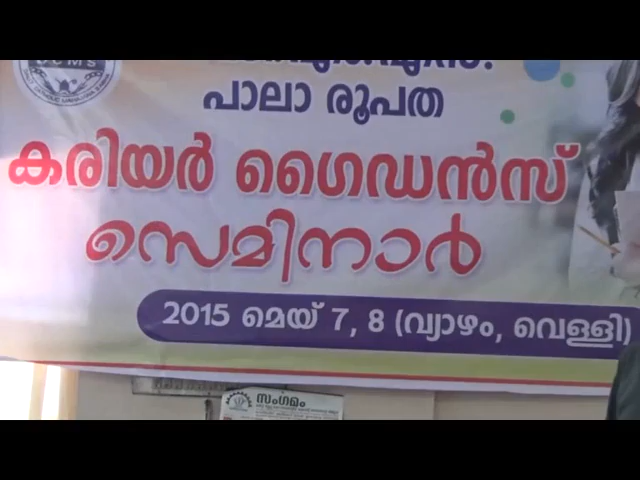 പാലാ രൂപത
കരിയർ ഗൈഡൻസ്
സെമിനാർ
2015 മെയ് 7, 8 (വ്യാഴം, വെള്ളി)
സംഗമം